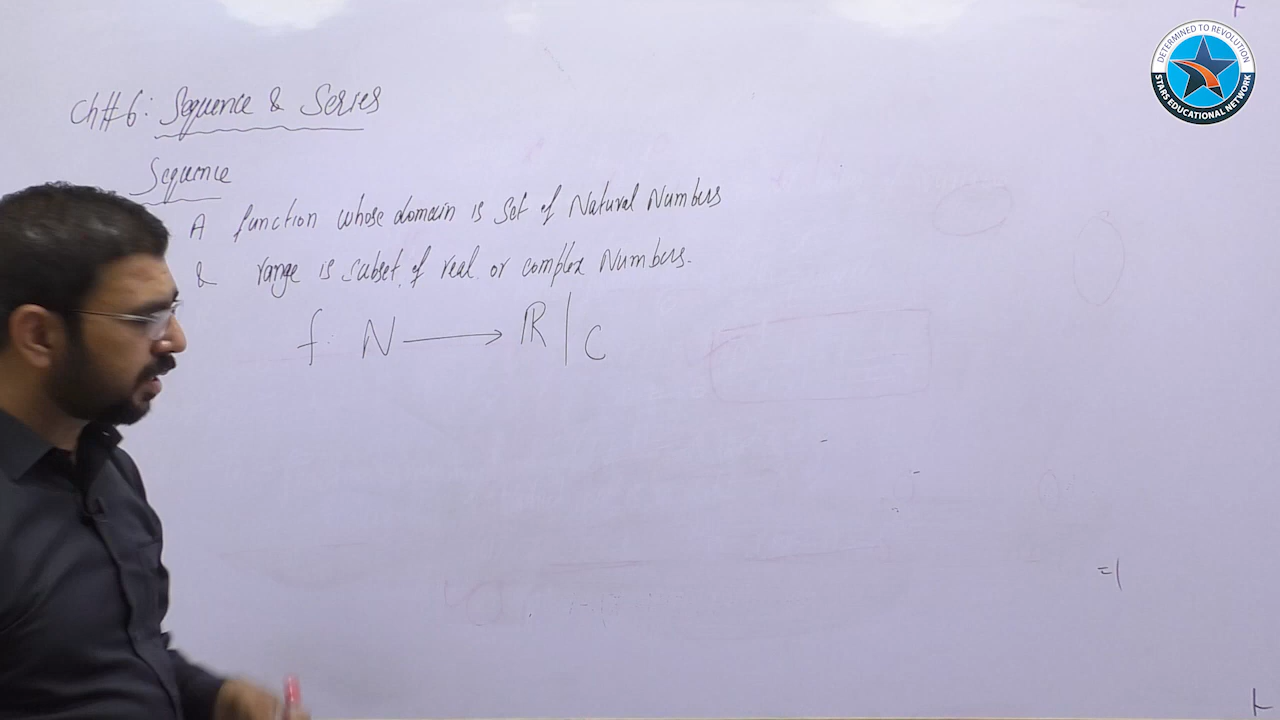 Ch#6: Sequence & Series
Sequence
A function whose domain is set of Natural Numbers
& range is subset of real or complex Numbers.
f: N → R | C
=1
DETERMINED TO REVOLUTION
STARS EDUCATIONAL NETWORK